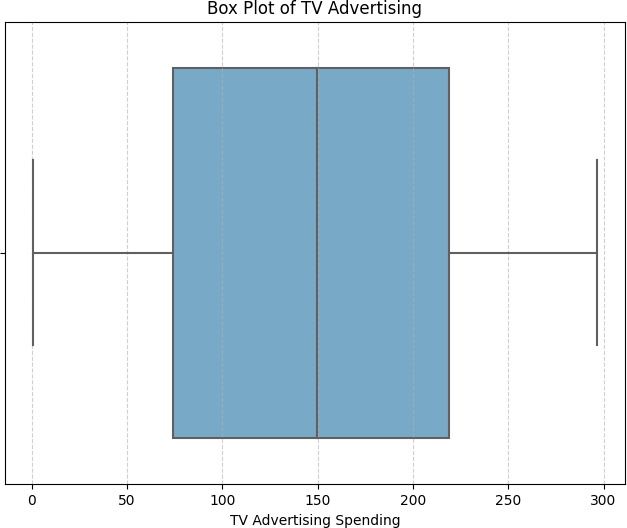 Box Plot of TV Advertising
0 50 100 150 200 250 300
TV Advertising Spending